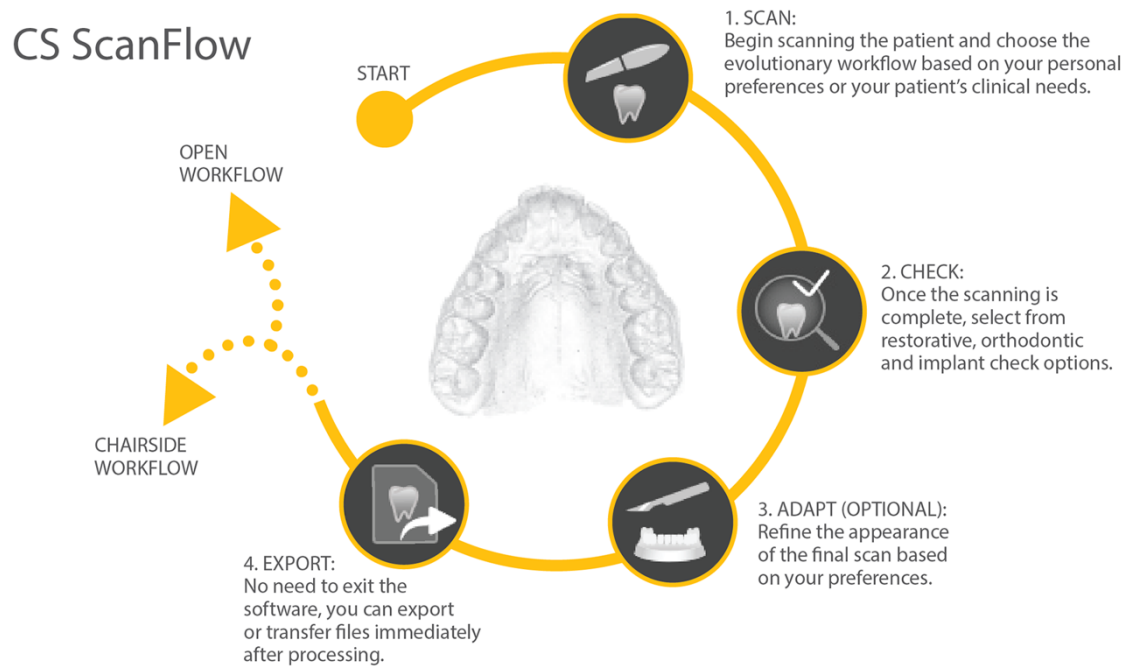 CS ScanFlow
START
1. SCAN:
Begin scanning the patient and choose the
evolutionary workflow based on your personal
preferences or your patient's clinical needs.
2. CHECK:
Once the scanning is
complete, select from
restorative, orthodontic
and implant check options.
3. ADAPT (OPTIONAL):
Refine the appearance
of the final scan based
on your preferences.
4. EXPORT:
No need to exit the
software, you can export
or transfer files immediately
after processing.
OPEN
WORKFLOW
CHAIRSIDE
WORKFLOW